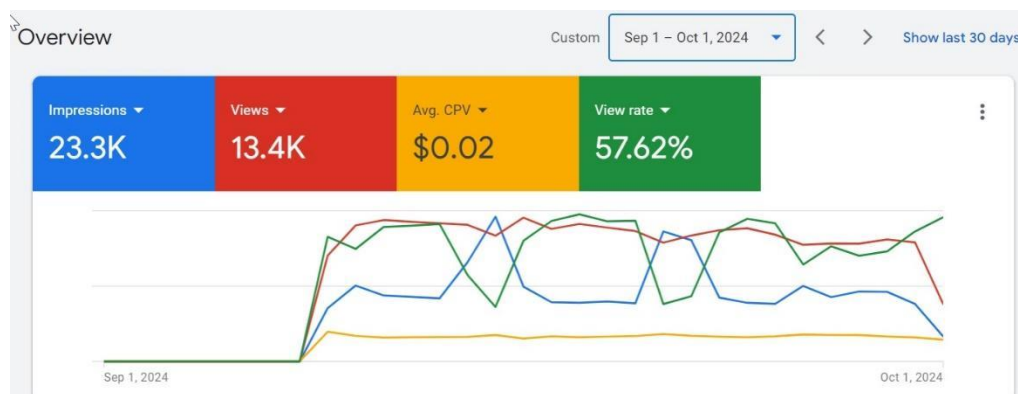 Overview
Custom Sep 1 – Oct 1, 2024 Show last 30 days
Impressions Views Avg. CPV View rate
23.3K 13.4K $0.02 57.62%
Sep 1, 2024 Oct 1, 2024